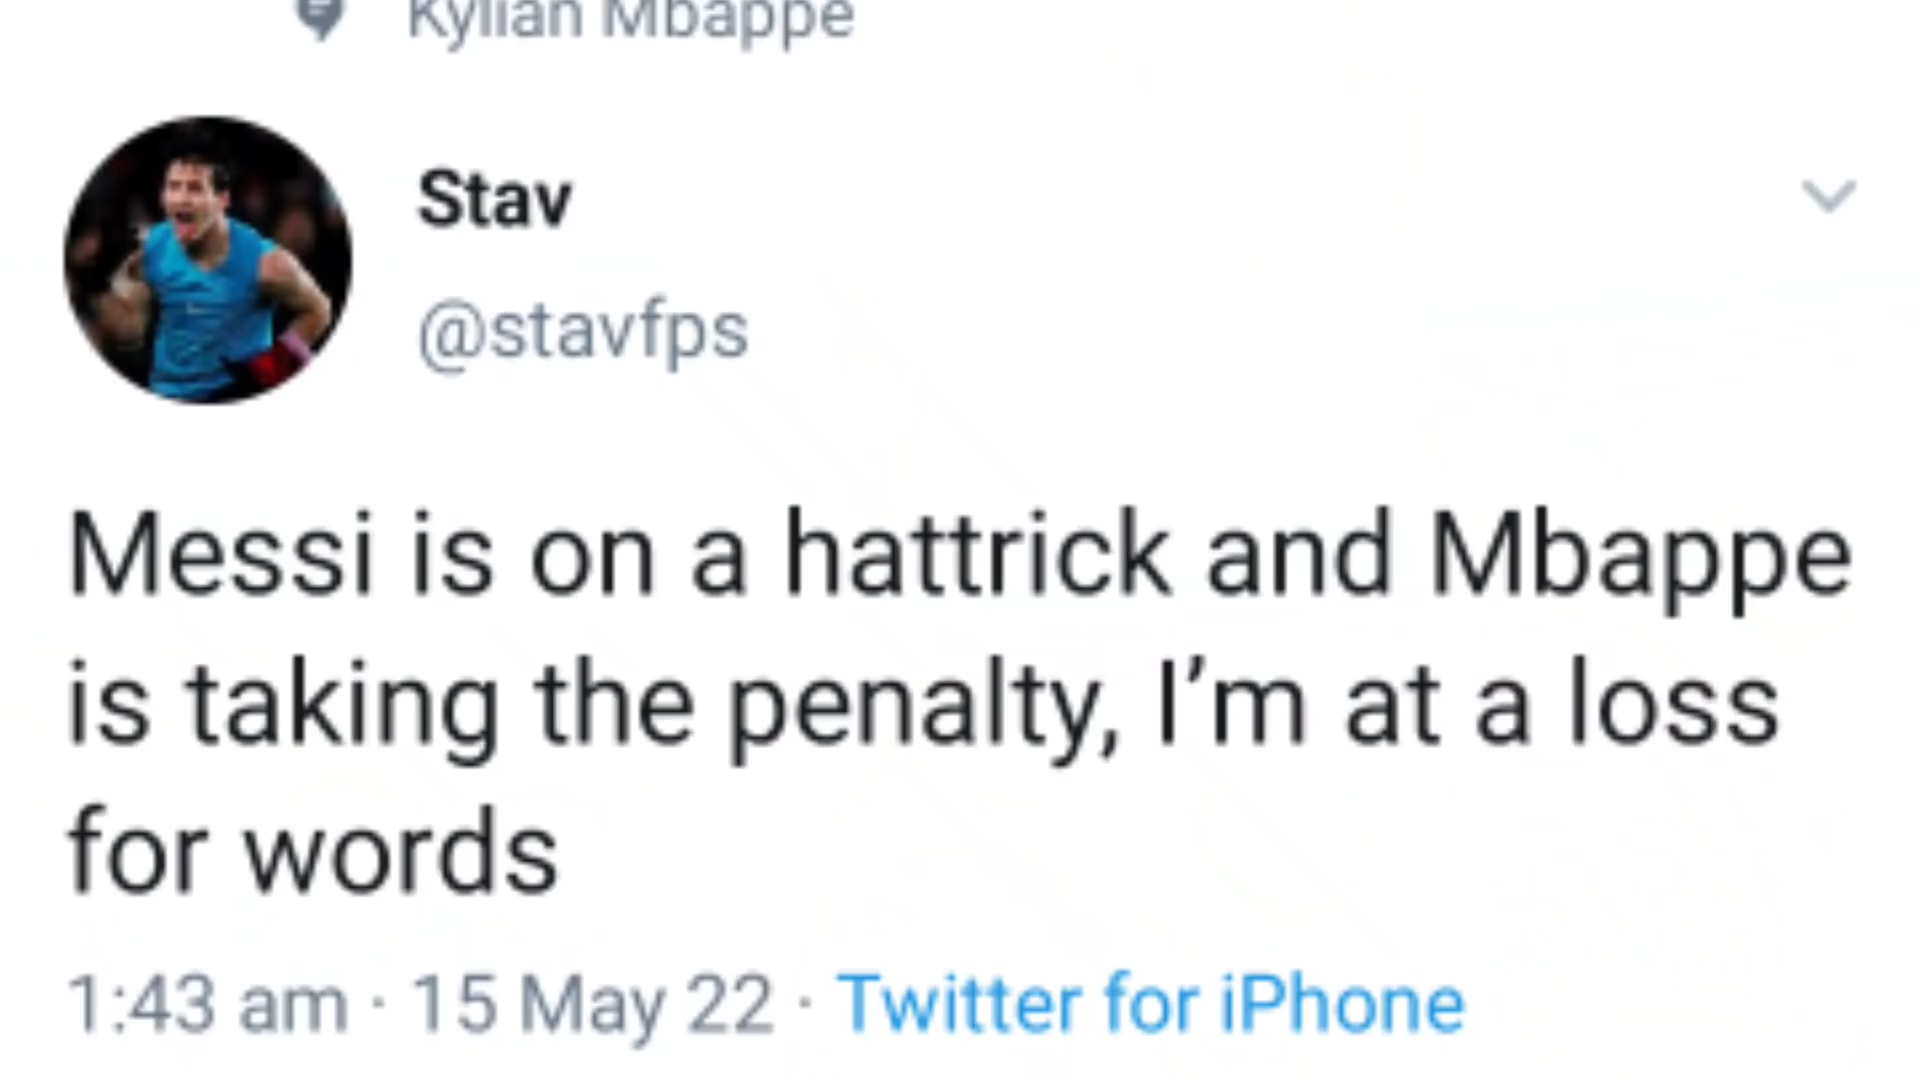 Kylian Mbappe
Stav
@stavfps
Messi is on a hattrick and Mbappe
is taking the penalty, I’m at a loss
for words
1:43 am · 15 May 22 · Twitter for iPhone